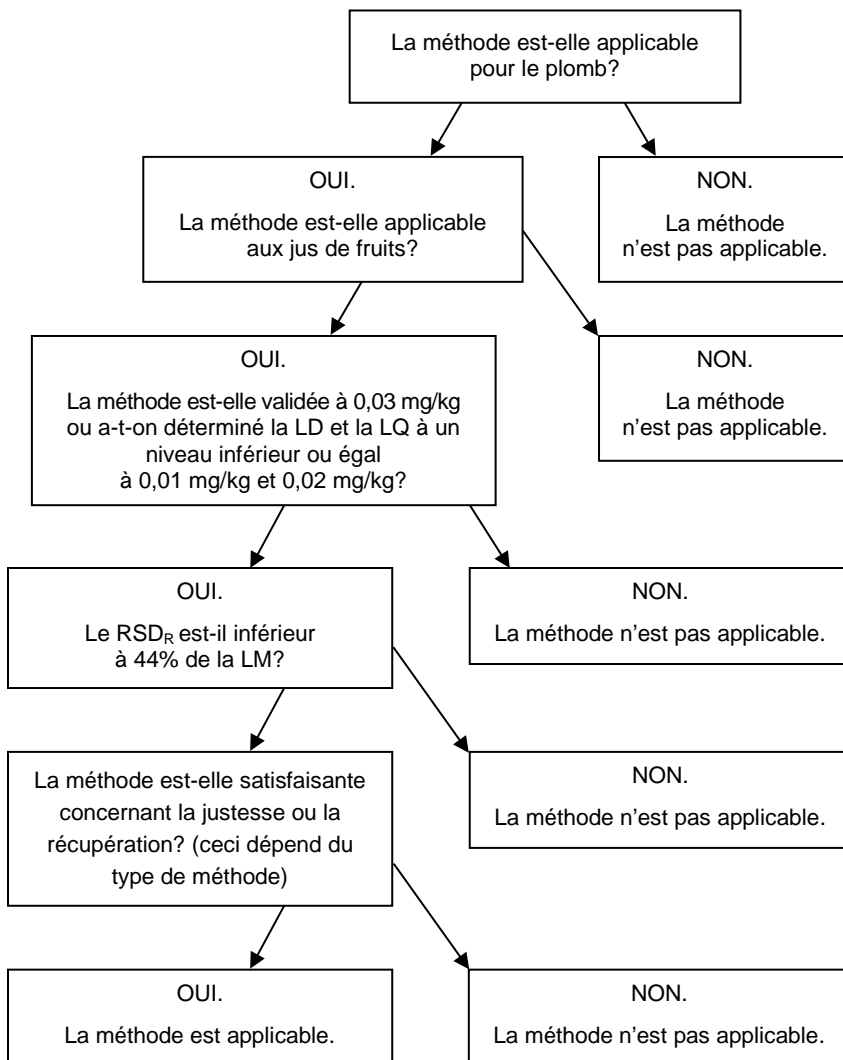 La méthode est-elle applicable
pour le plomb?
OUI.
La méthode est-elle applicable
aux jus de fruits?
NON.
La méthode
n’est pas applicable.
OUI.
La méthode est-elle validée à 0,03 mg/kg
ou a-t-on déterminé la LD et la LQ à un
niveau inférieur ou égal
à 0,01 mg/kg et 0,02 mg/kg?
NON.
La méthode
n’est pas applicable.
OUI.
Le RSDR est-il inférieur
à 44% de la LM?
NON.
La méthode n’est pas applicable.
La méthode est-elle satisfaisante
concernant la justesse ou la
récupération? (ceci dépend du
type de méthode)
NON.
La méthode n’est pas applicable.
OUI.
La méthode est applicable.
NON.
La méthode n’est pas applicable.